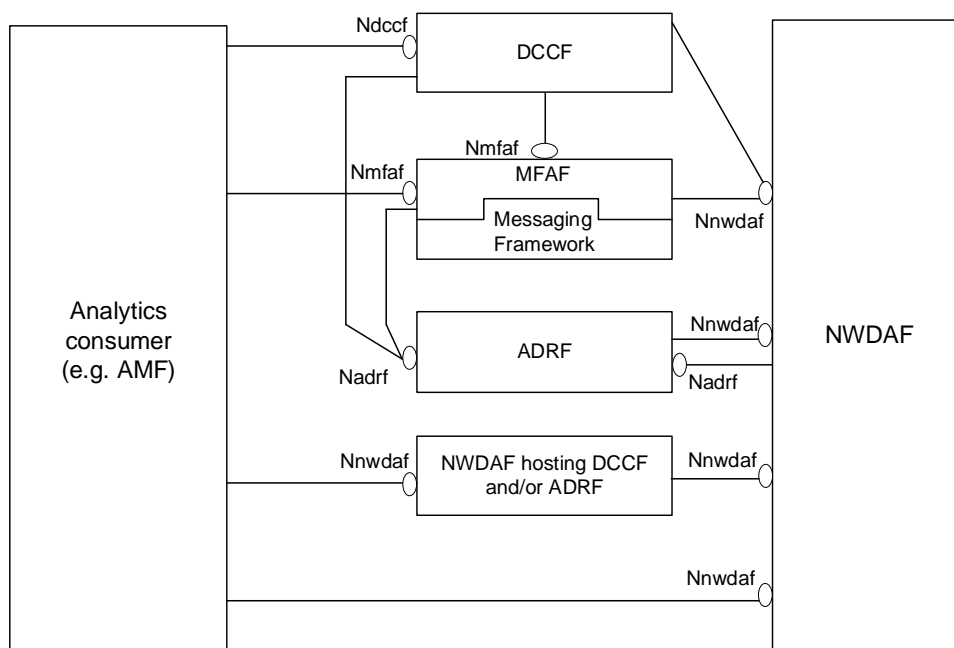 Ndccf
DCCF
Nmfaf
Nmfaf
MFAF
Messaging
Framework
Nnwdaf
Analytics
consumer
(e.g. AMF)
Nnwdaf
ADRF
NWDAF
Nadrf
Nadrf
Nnwdaf
NWDAF hosting DCCF
and/or ADRF
Nnwdaf
Nnwdaf